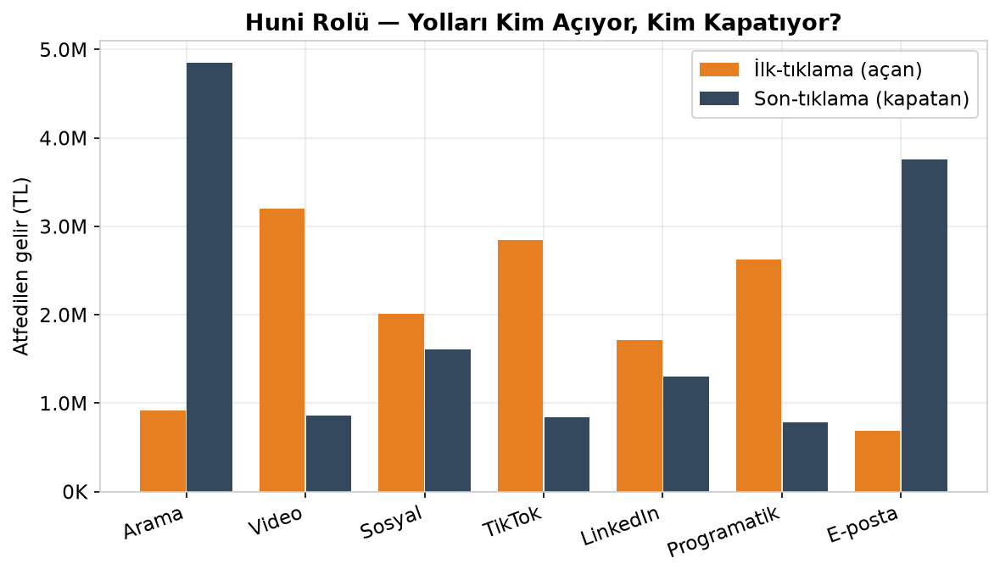 Huni Rolü — Yolları Kim Açıyor, Kim Kapatıyor?
İlk-tıklama (açan)
Son-tıklama (kapatan)
Atfedilen gelir (TL)
5.0M
4.0M
3.0M
2.0M
1.0M
0K
Arama
Video
Sosyal
TikTok
LinkedIn
Programatik
E-posta